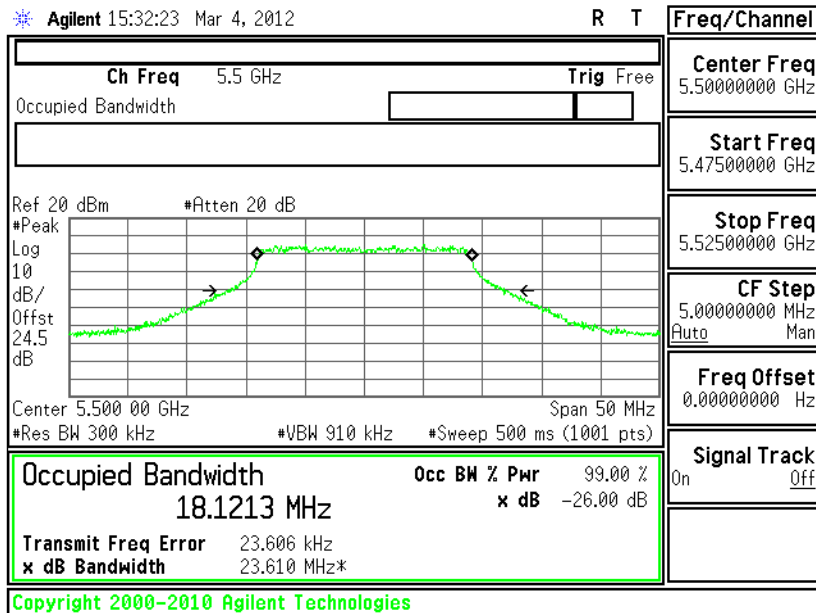 Agilent 15:32:23 Mar 4, 2012 R T
Ch Freq 5.5 GHz Trig Free
Occupied Bandwidth
Ref 20 dBm #Atten 20 dB
#Peak
Log
10
dB/
Offst
24.5
dB
Center 5.500 00 GHz Span 50 MHz
#Res BW 300 kHz #VBW 910 kHz #Sweep 500 ms (1001 pts)
Occupied Bandwidth Occ BW % Pwr 99.00 %
18.1213 MHz x dB -26.00 dB
Transmit Freq Error 23.606 kHz
x dB Bandwidth 23.610 MHz*
Copyright 2000-2010 Agilent Technologies
Freq/Channel
Center Freq
5.50000000 GHz
Start Freq
5.47500000 GHz
Stop Freq
5.52500000 GHz
CF Step
5.00000000 MHz
Auto Man
Freq Offset
0.00000000 Hz
Signal Track
On Off